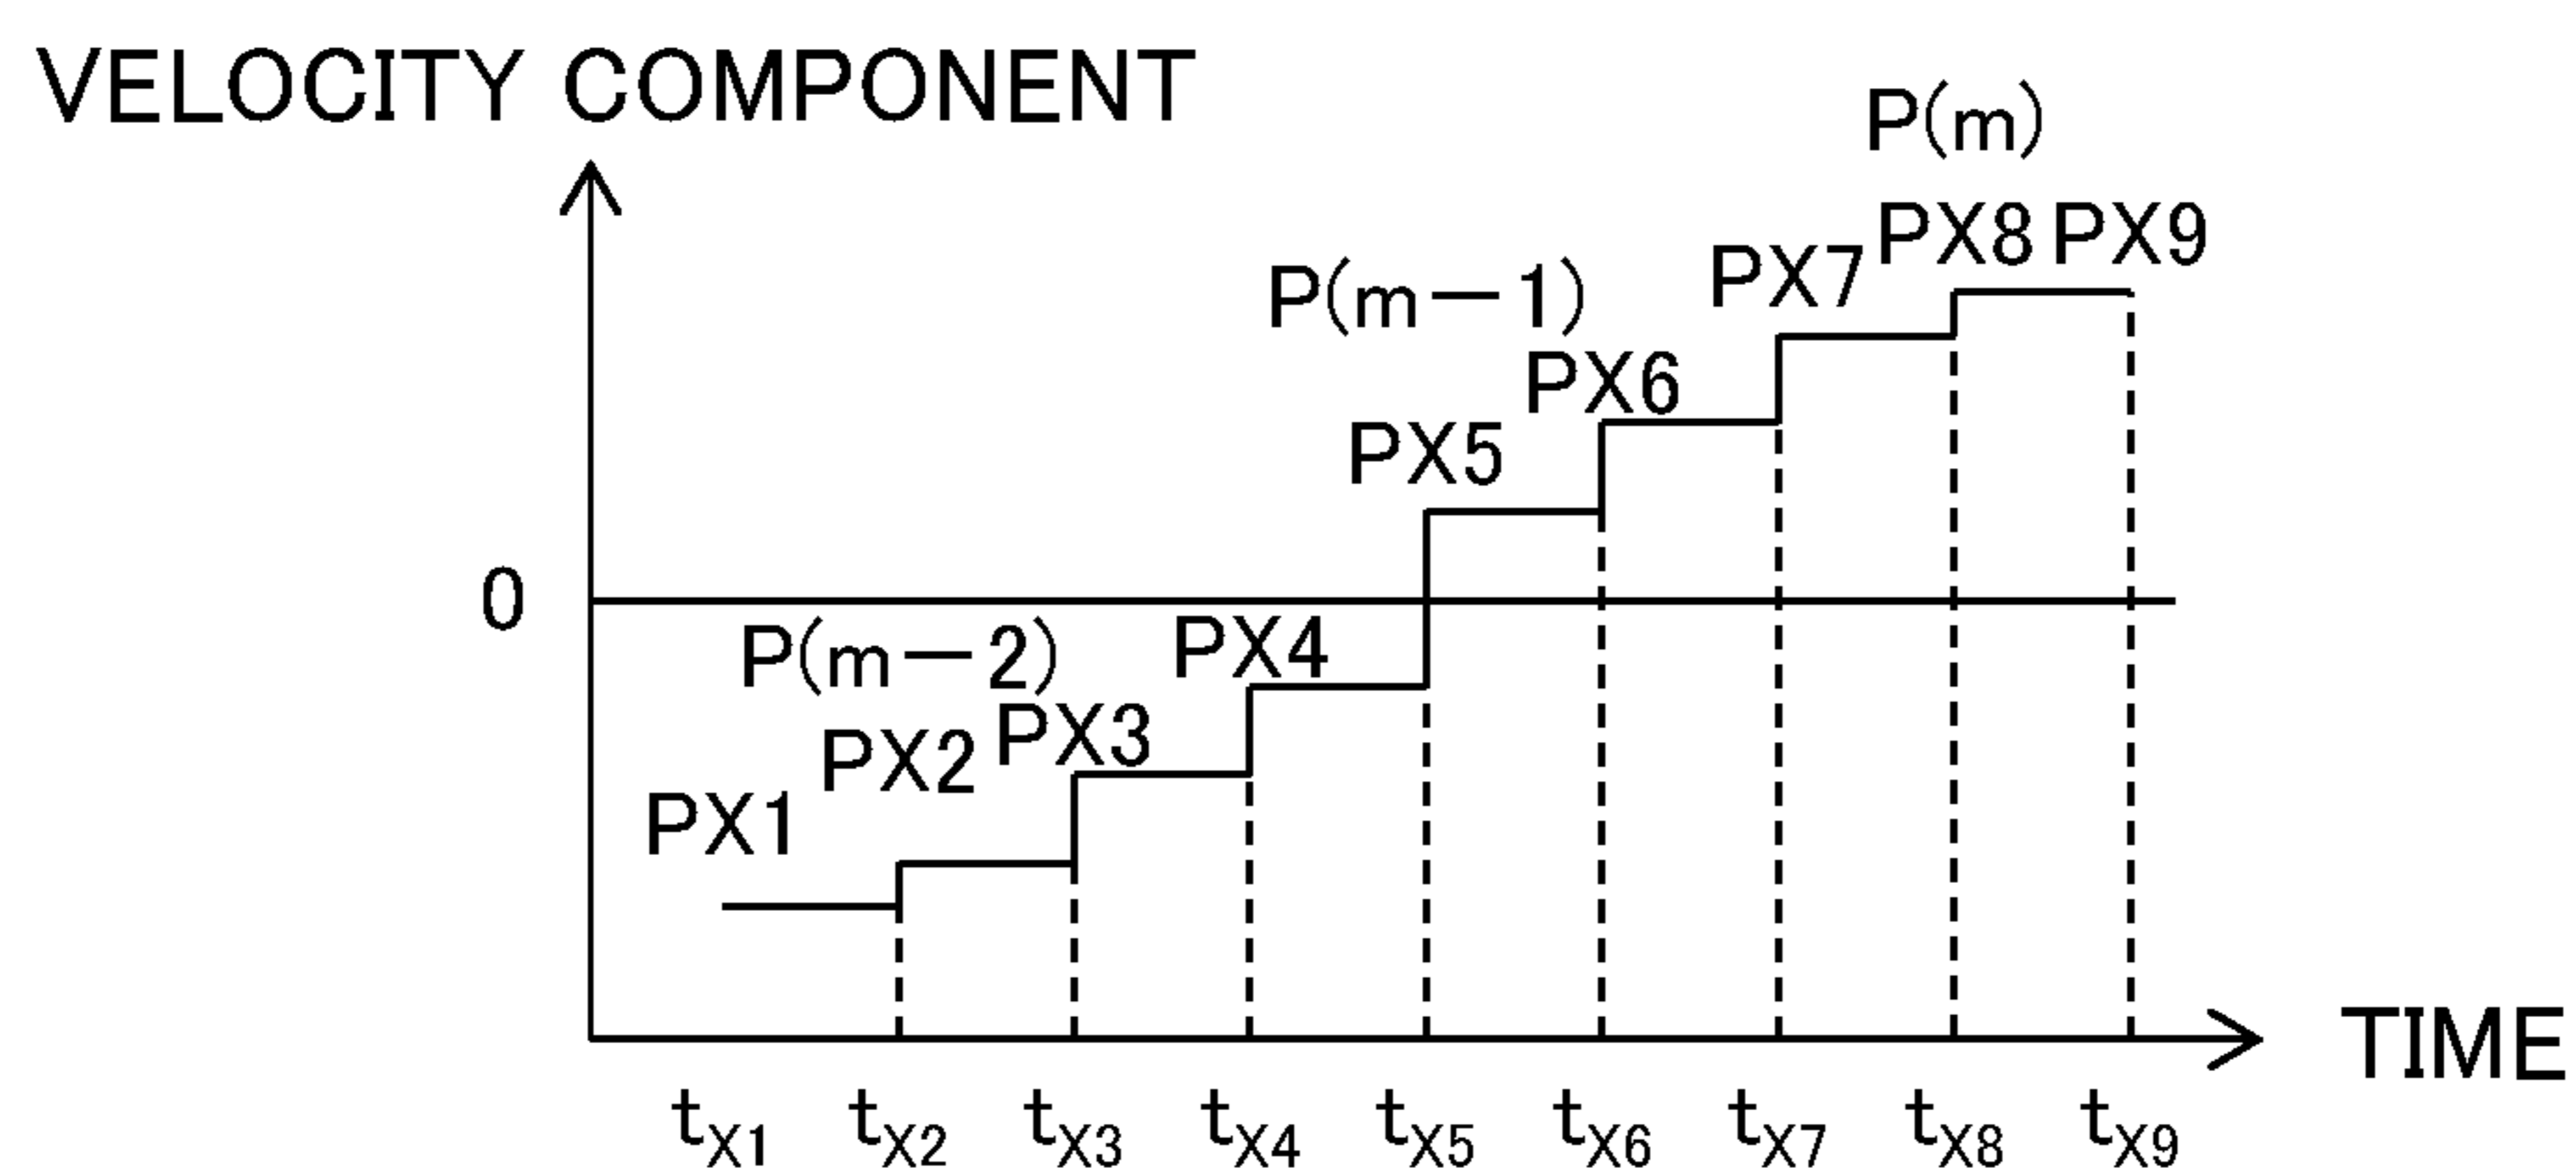 VELOCITY COMPONENT
P(m)
PX8 PX9
P(m−1)
PX7
PX6
PX5
0
P(m−2)
PX4
PX3
PX2
PX1
TIME
tX1 tX2 tX3 tX4 tX5 tX6 tX7 tX8 tX9